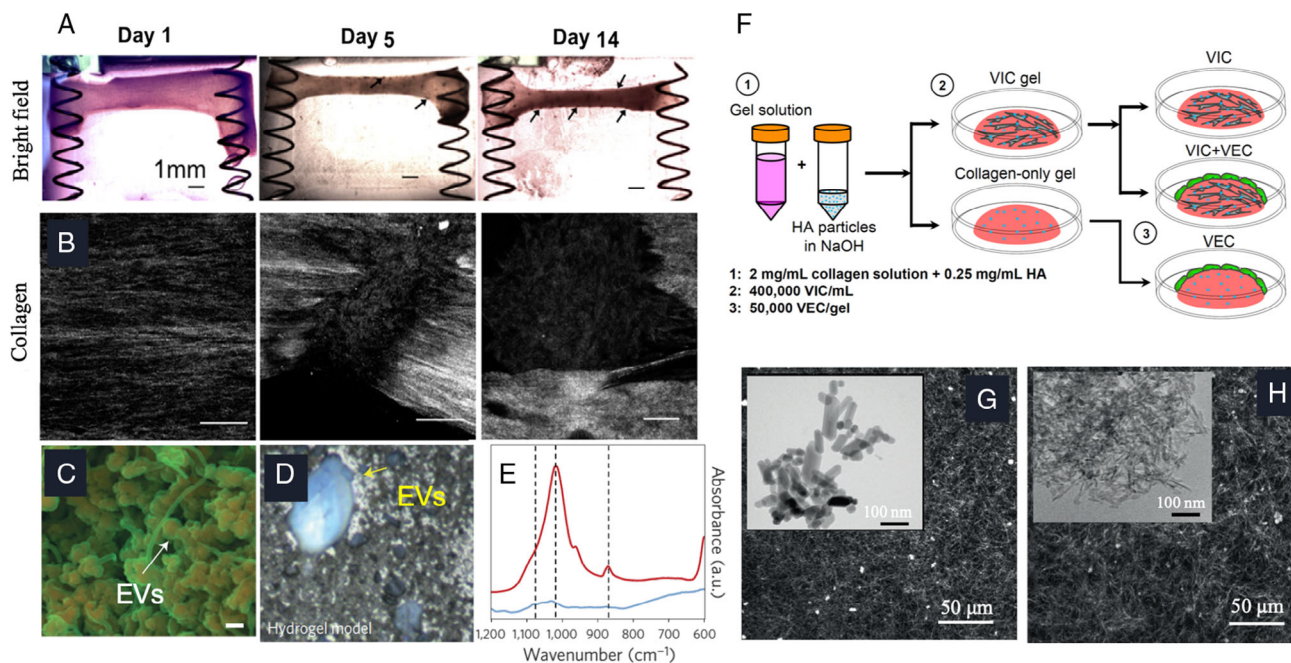 A
Day 1
Day 5
Day 14
Bright field
1mm
B
Collagen
C
EVs
D
EVs
Hydrogel model
E
Absorbance (a.u.)
1,200 1,100 1,000 900 800 700 600
Wavenumber (cm⁻¹)
F
1
Gel solution
+
HA particles
in NaOH
2
VIC gel
Collagen-only gel
3
VIC
VIC+VEC
VEC
1: 2 mg/mL collagen solution + 0.25 mg/mL HA
2: 400,000 VIC/mL
3: 50,000 VEC/gel
G
100 nm
50 μm
H
100 nm
50 μm